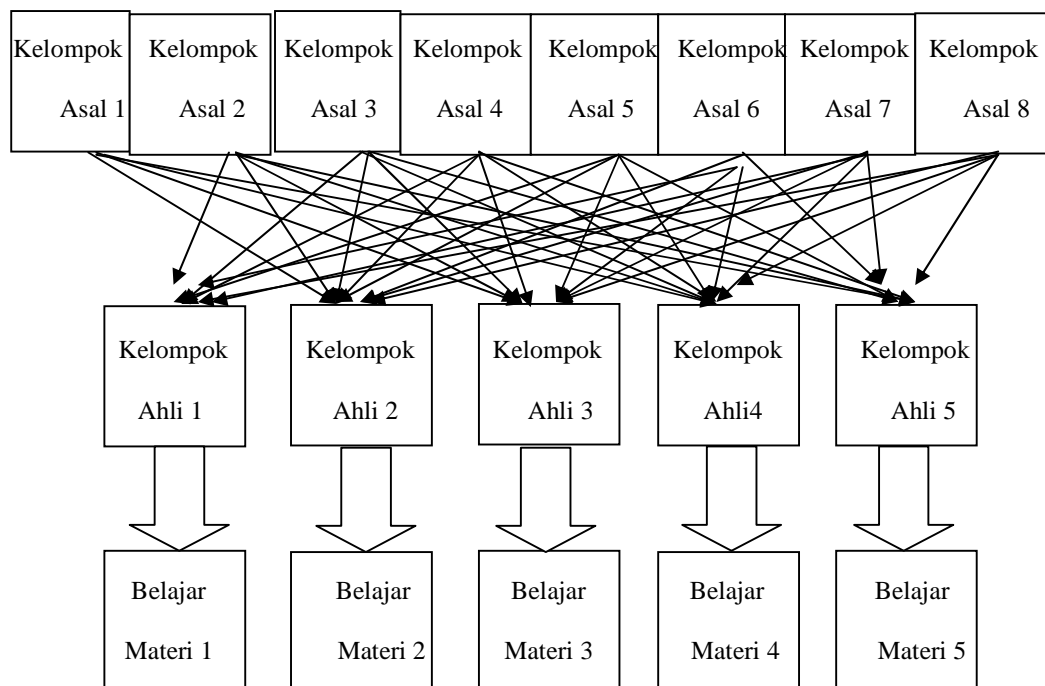 Kelompok Kelompok Kelompok Kelompok Kelompok Kelompok Kelompok Kelompok
Asal 1 Asal 2 Asal 3 Asal 4 Asal 5 Asal 6 Asal 7 Asal 8
Kelompok Kelompok Kelompok Kelompok Kelompok
Ahli 1 Ahli 2 Ahli 3 Ahli4 Ahli 5
Belajar Belajar Belajar Belajar Belajar
Materi 1 Materi 2 Materi 3 Materi 4 Materi 5